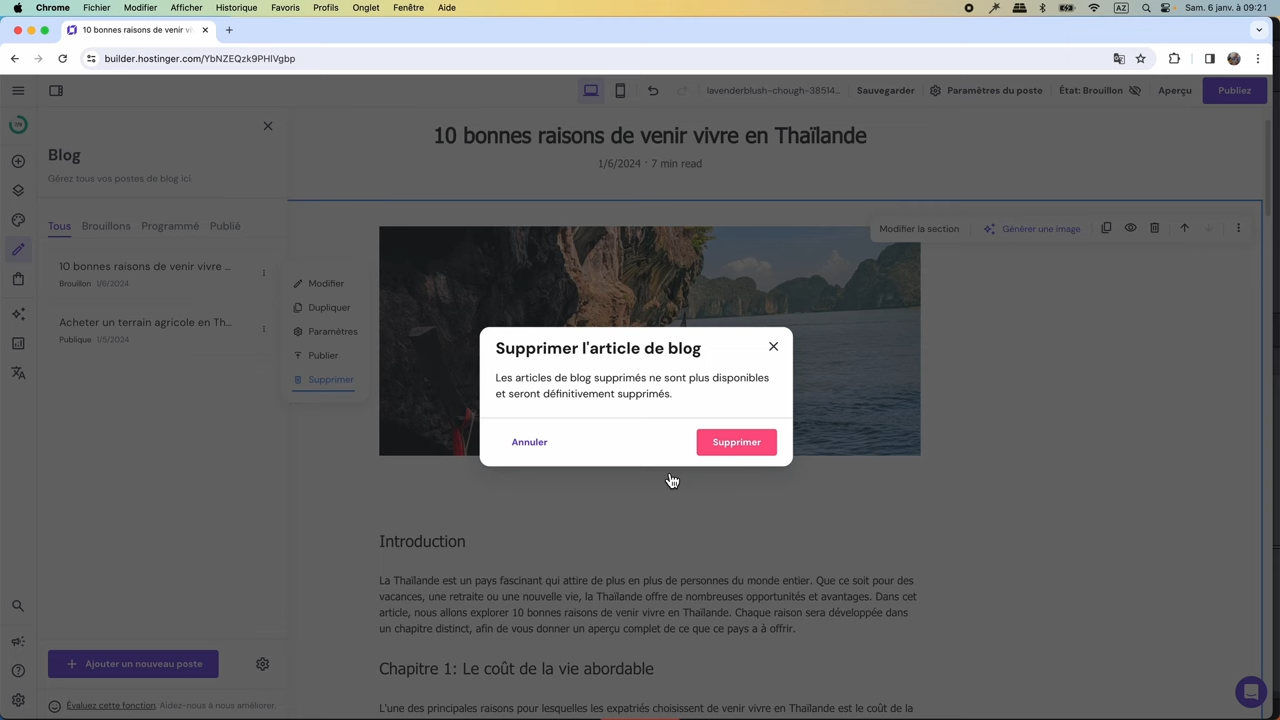 Chrome Fichier Modifier Afficher Historique Favoris Profils Onglet Fenêtre Aide AZ Sam. 6 janv. à 09:21
10 bonnes raisons de venir vi
builder.hostinger.com/YbNZEQzk9PHlVgbp
lavenderblush-chough-38514... Sauvegarder Paramètres du poste État: Brouillon Aperçu Publiez
Blog
Gérez tous vos postes de blog ici.
Tous Brouillons Programmé Publié
10 bonnes raisons de venir vivre ...
Brouillon 1/6/2024
Acheter un terrain agricole en Th...
Publique 1/5/2024
Modifier
Dupliquer
Paramètres
Publier
Supprimer
10 bonnes raisons de venir vivre en Thaïlande
1/6/2024 · 7 min read
Modifier la section Générer une image
Supprimer l'article de blog
Les articles de blog supprimés ne sont plus disponibles
et seront définitivement supprimés.
Annuler Supprimer
Introduction
La Thaïlande est un pays fascinant qui attire de plus en plus de personnes du monde entier. Que ce soit pour des
vacances, une retraite ou une nouvelle vie, la Thaïlande offre de nombreuses opportunités et avantages. Dans cet
article, nous allons explorer 10 bonnes raisons de venir vivre en Thaïlande. Chaque raison sera développée dans
un chapitre distinct, afin de vous donner un aperçu complet de ce que ce pays a à offrir.
Chapitre 1: Le coût de la vie abordable
L'une des principales raisons pour lesquelles les expatriés choisissent de venir vivre en Thaïlande est le coût de la
Ajouter un nouveau poste
Évaluez cette fonction. Aidez-nous à nous améliorer.